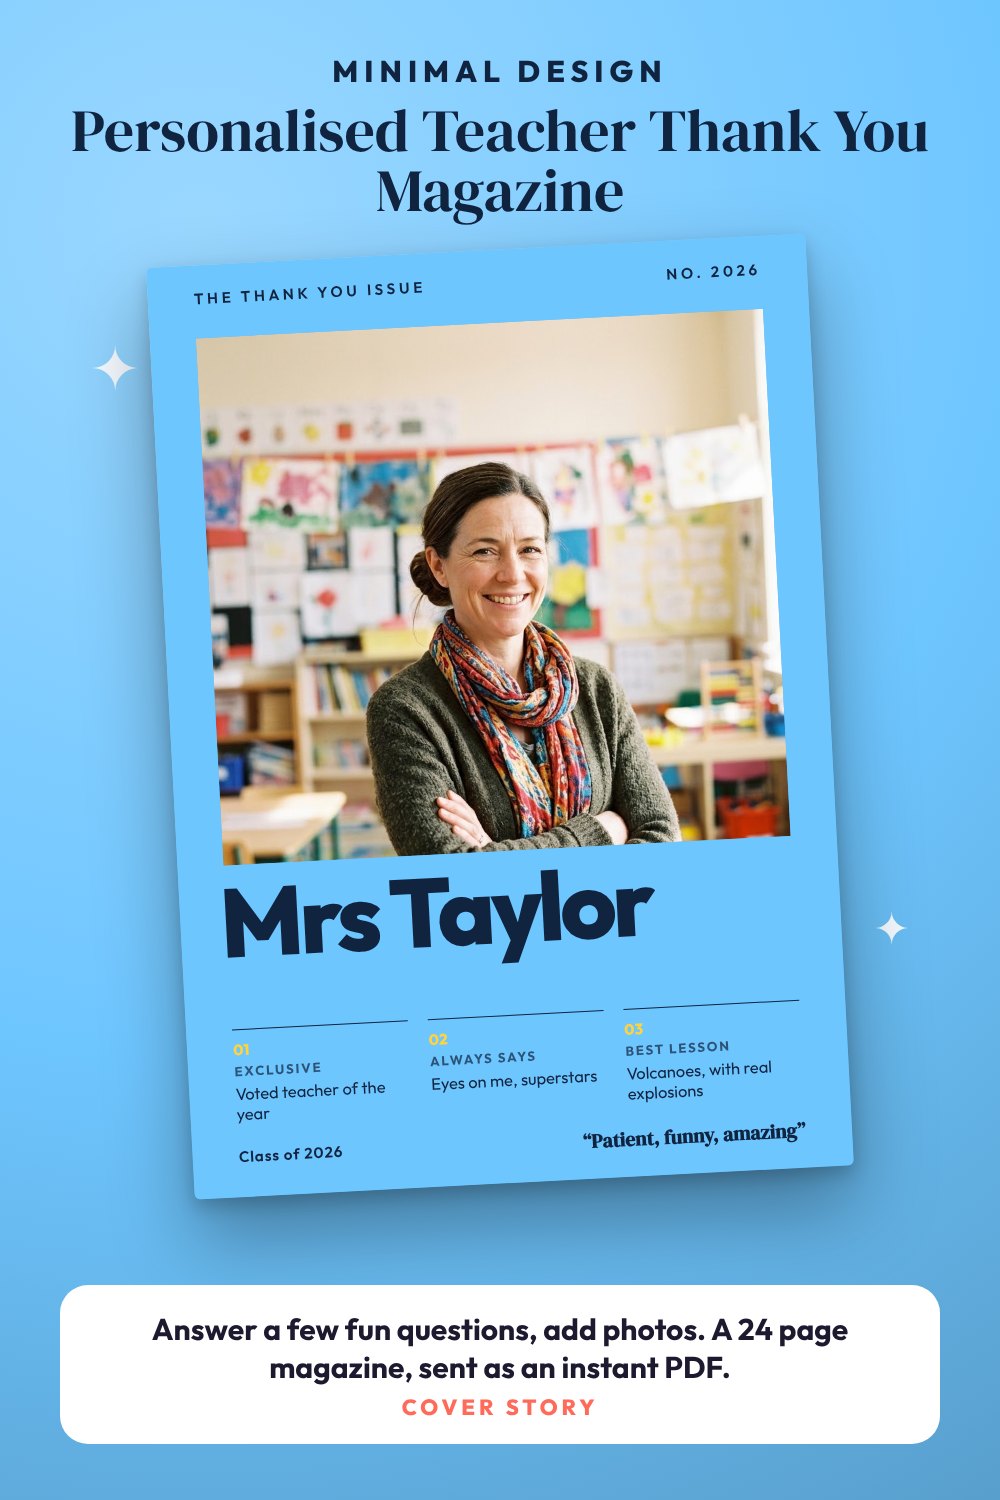 MINIMAL DESIGN
Personalised Teacher Thank You
Magazine
THE THANK YOU ISSUE
NO. 2026
Mrs Taylor
01
EXCLUSIVE
Voted teacher of the
year
02
ALWAYS SAYS
Eyes on me, superstars
03
BEST LESSON
Volcanoes, with real
explosions
Class of 2026
“Patient, funny, amazing”
Answer a few fun questions, add photos. A 24 page
magazine, sent as an instant PDF.
COVER STORY